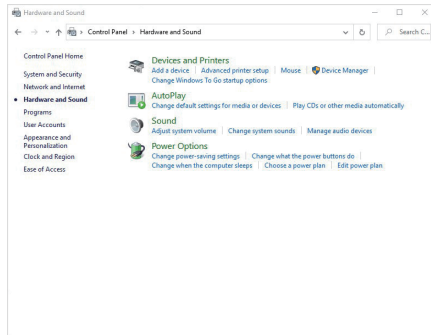 Hardware and Sound
Control Panel > Hardware and Sound
Search C...
Control Panel Home
System and Security
Network and Internet
Hardware and Sound
Programs
User Accounts
Appearance and
Personalization
Clock and Region
Ease of Access
Devices and Printers
Add a device | Advanced printer setup | Mouse | Device Manager |
Change Windows To Go startup options
AutoPlay
Change default settings for media or devices | Play CDs or other media automatically
Sound
Adjust system volume | Change system sounds | Manage audio devices
Power Options
Change power-saving settings | Change what the power buttons do |
Change when the computer sleeps | Choose a power plan | Edit power plan